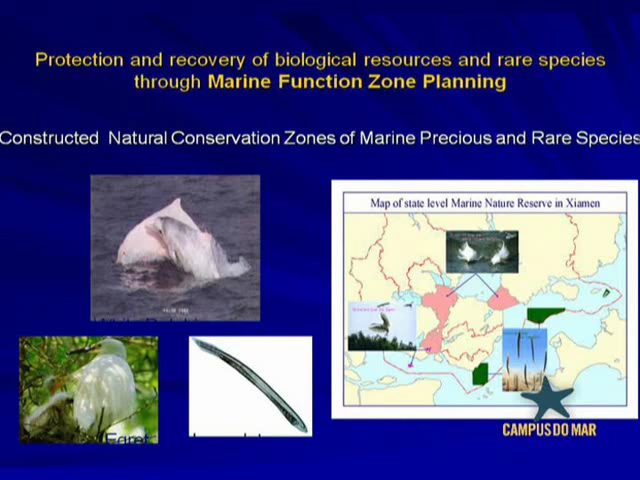 Protection and recovery of biological resources and rare species
through Marine Function Zone Planning
Constructed Natural Conservation Zones of Marine Precious and Rare Species
Map of state level Marine Nature Reserve in Xiamen
Egret
CAMPUS DO MAR